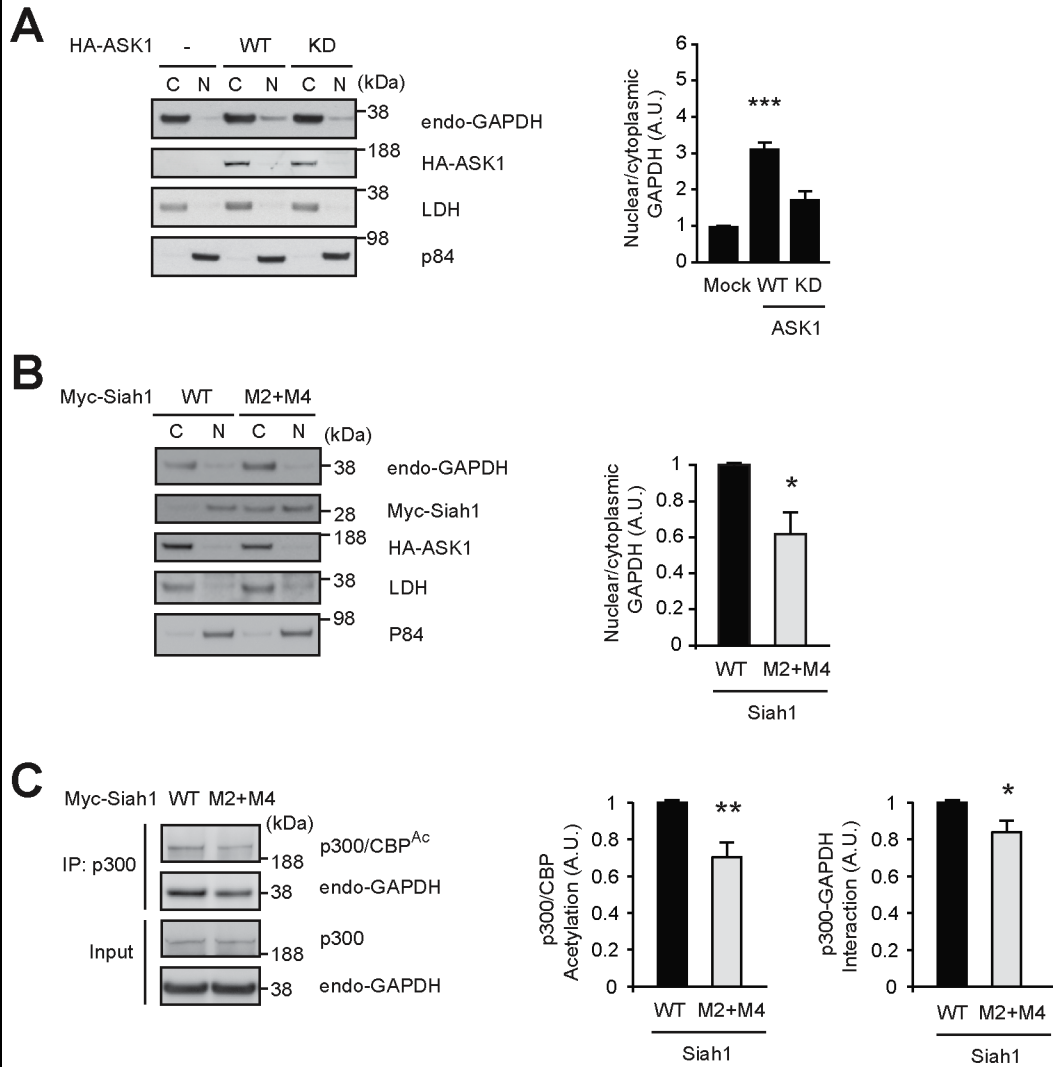 A
HA-ASK1 - WT KD
C N C N C N (kDa)
38 endo-GAPDH
188 HA-ASK1
38 LDH
98 p84
Nuclear/cytoplasmic
GAPDH (A.U.)
6
5
4
3
2
1
0
***
Mock WT KD
ASK1
B
Myc-Siah1 WT M2+M4
C N C N (kDa)
38 endo-GAPDH
28 Myc-Siah1
188 HA-ASK1
38 LDH
98 P84
Nuclear/cytoplasmic
GAPDH (A.U.)
1
0.8
0.6
0.4
0.2
0
*
WT M2+M4
Siah1
C
Myc-Siah1 WT M2+M4
(kDa)
IP: p300
188 p300/CBPAc
38 endo-GAPDH
Input
188 p300
38 endo-GAPDH
p300/CBP
Acetylation (A.U.)
1
0.8
0.6
0.4
0.2
0
**
WT M2+M4
Siah1
p300-GAPDH
Interaction (A.U.)
1
0.8
0.6
0.4
0.2
0
*
WT M2+M4
Siah1